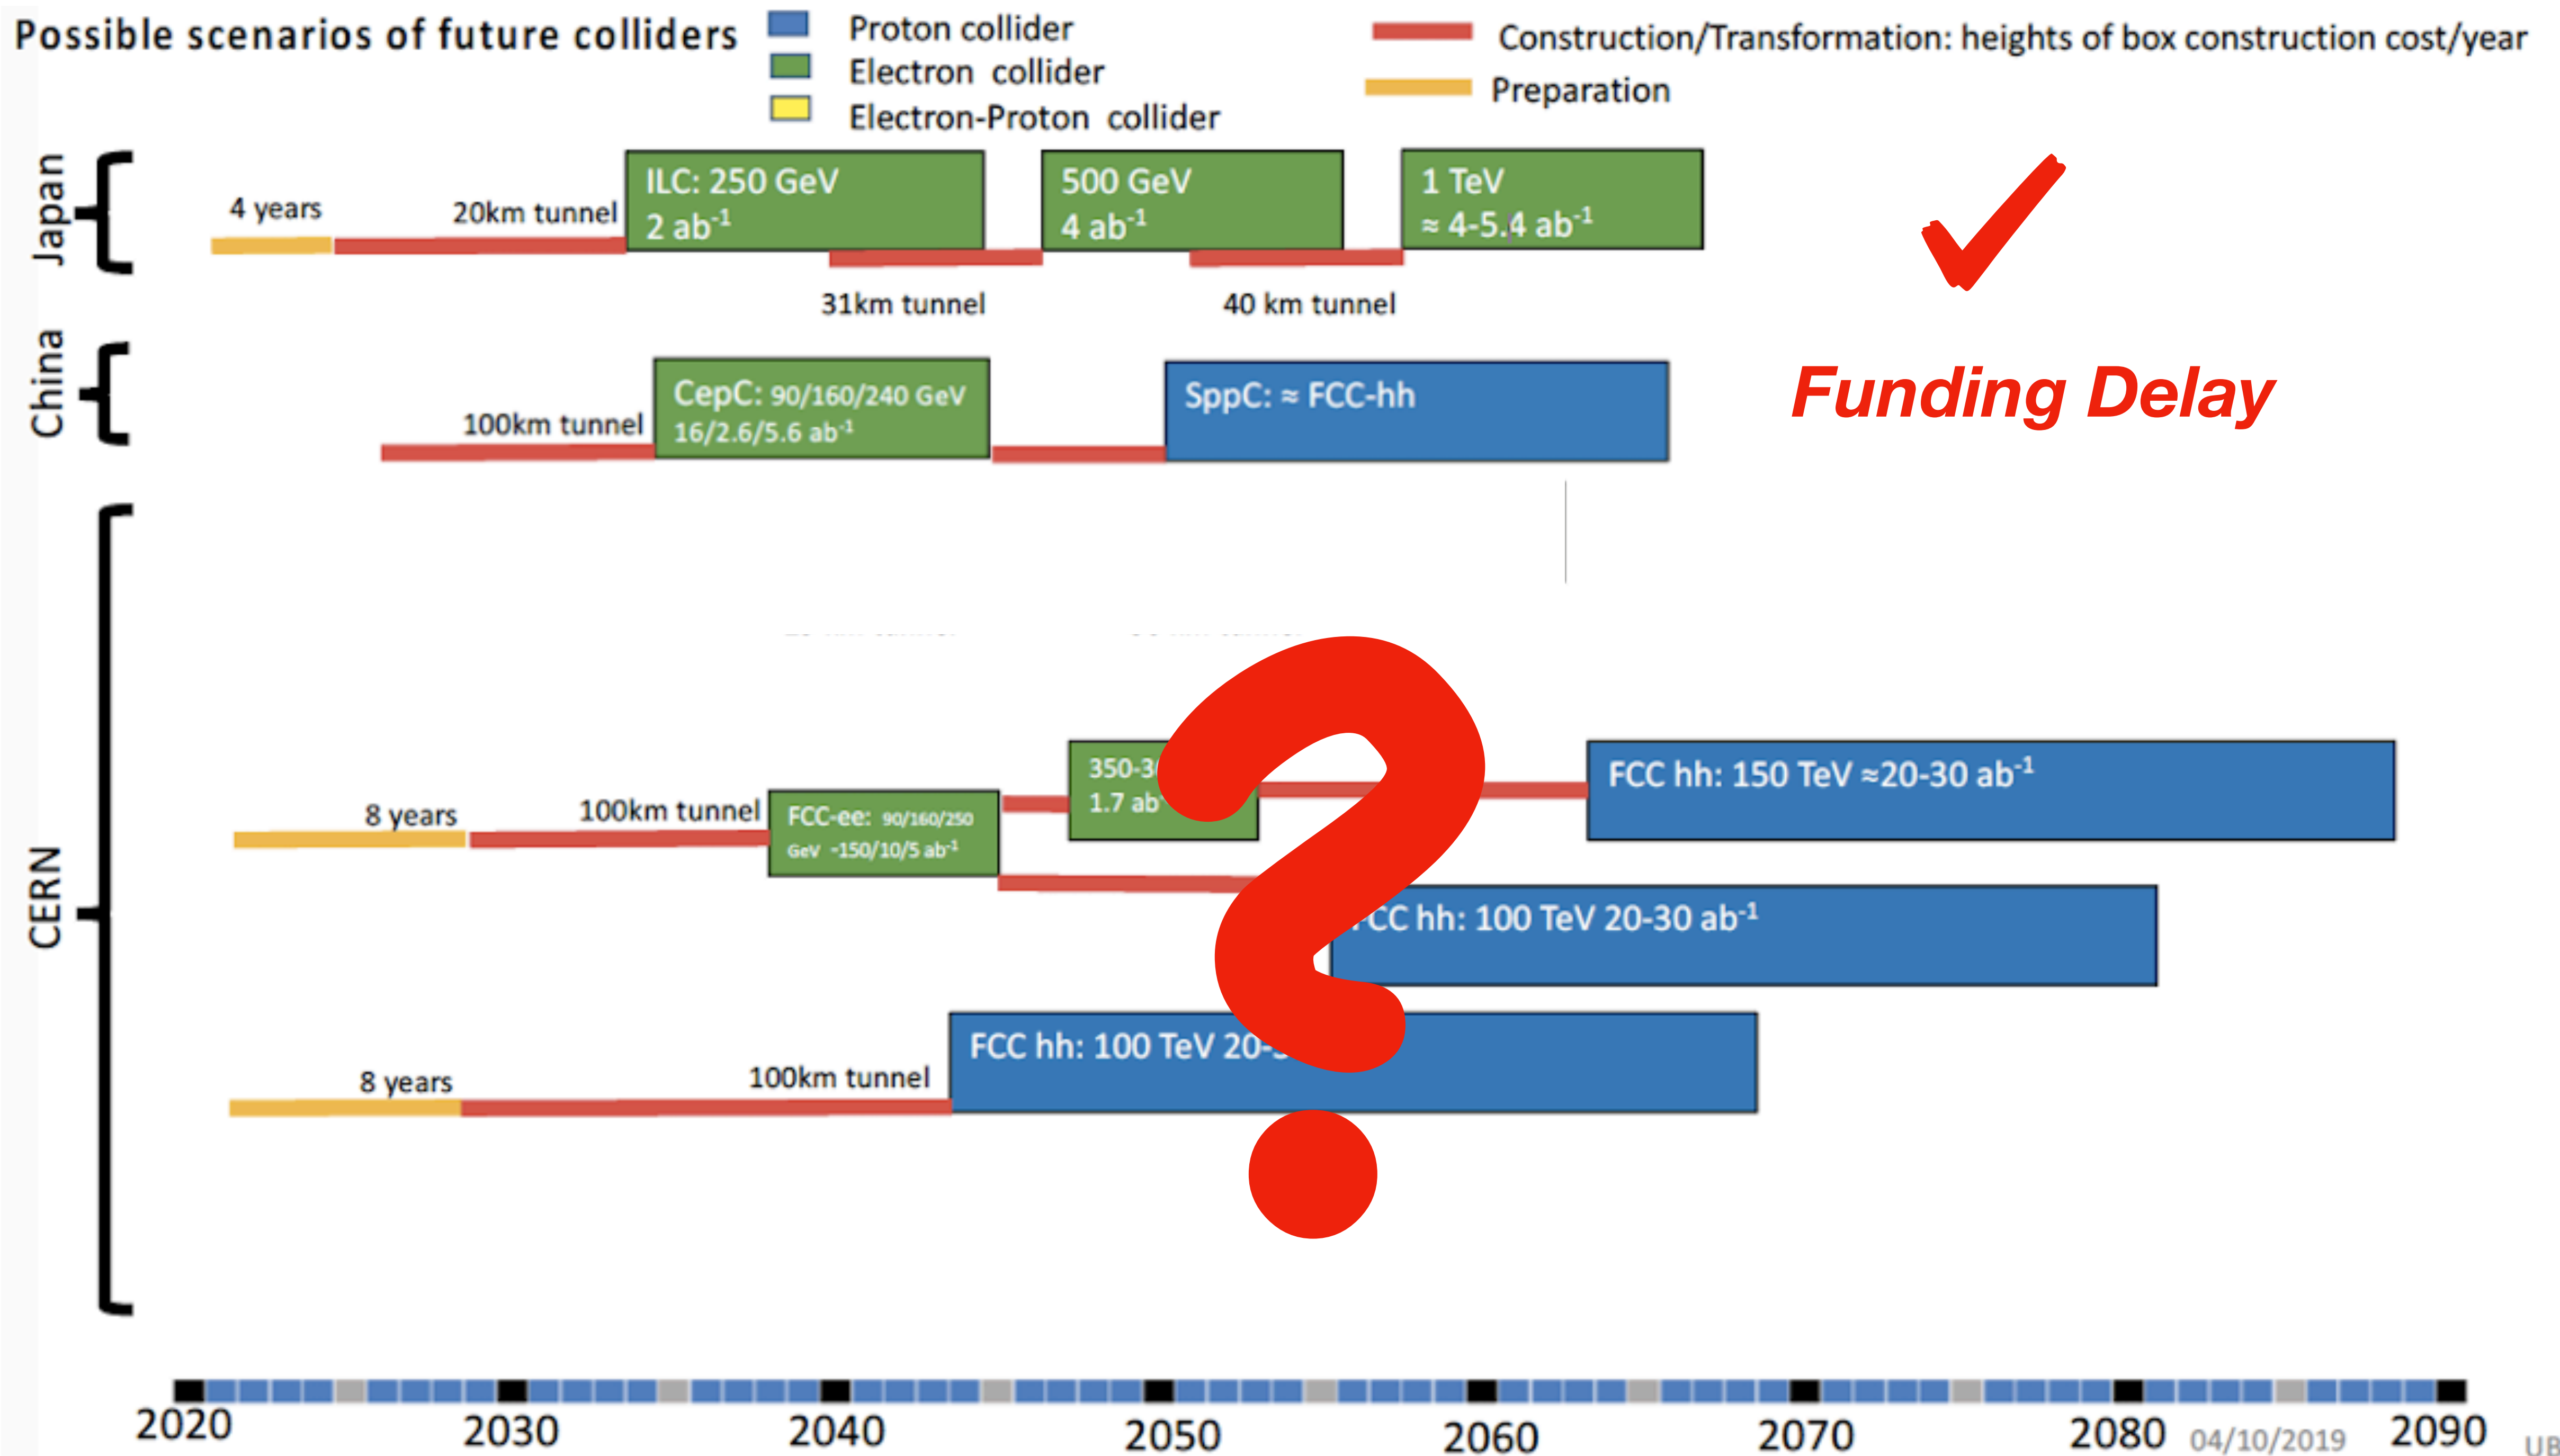 Possible scenarios of future colliders
Proton collider
Electron collider
Electron-Proton collider
Construction/Transformation: heights of box construction cost/year
Preparation
Japan
4 years
20km tunnel
ILC: 250 GeV
2 ab⁻¹
500 GeV
4 ab⁻¹
1 TeV
≈ 4-5.4 ab⁻¹
31km tunnel
40 km tunnel
China
100km tunnel
CepC: 90/160/240 GeV
16/2.6/5.6 ab⁻¹
SppC: ≈ FCC-hh
Funding Delay
CERN
8 years
100km tunnel
FCC-ee: 90/160/250
GeV -150/10/5 ab⁻¹
1.7 ab
FCC hh: 150 TeV ≈20-30 ab⁻¹
FCC hh: 100 TeV 20-30 ab⁻¹
8 years
100km tunnel
FCC hh: 100 TeV
2020
2030
2040
2050
2060
2070
2080
04/10/2019
2090
UB